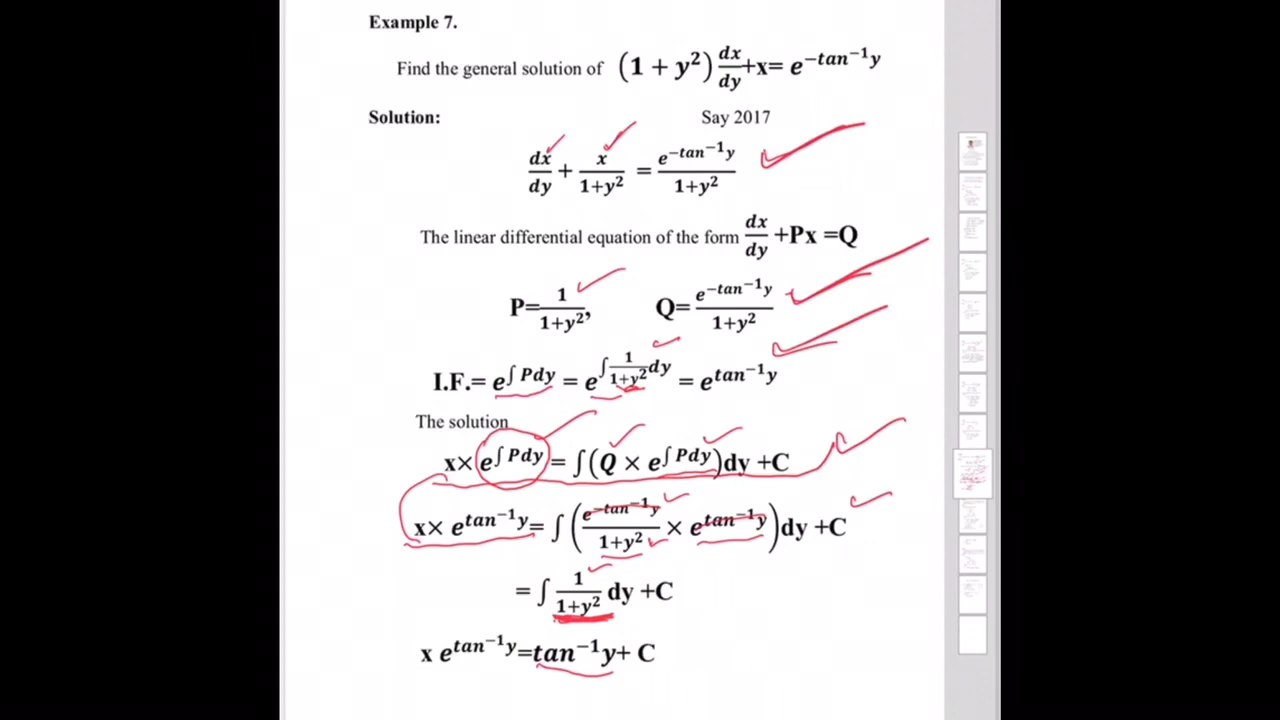 Example 7.
Find the general solution of (1 + y²) dx/dy +x= e^(−tan⁻¹y)
Solution: Say 2017
dx/dy + x/(1+y²) = e^(−tan⁻¹y)/(1+y²)
The linear differential equation of the form dx/dy +Px =Q
P= 1/(1+y²), Q= e^(−tan⁻¹y)/(1+y²)
I.F.= e^(∫ Pdy) = e^(∫ 1/(1+y²) dy) = e^(tan⁻¹y)
The solution
x× e^(∫ Pdy) = ∫(Q × e^(∫ Pdy))dy +C
x× e^(tan⁻¹y) = ∫ (e^(−tan⁻¹y)/(1+y²) × e^(tan⁻¹y)) dy +C
= ∫ 1/(1+y²) dy +C
x e^(tan⁻¹y) =tan⁻¹y+ C